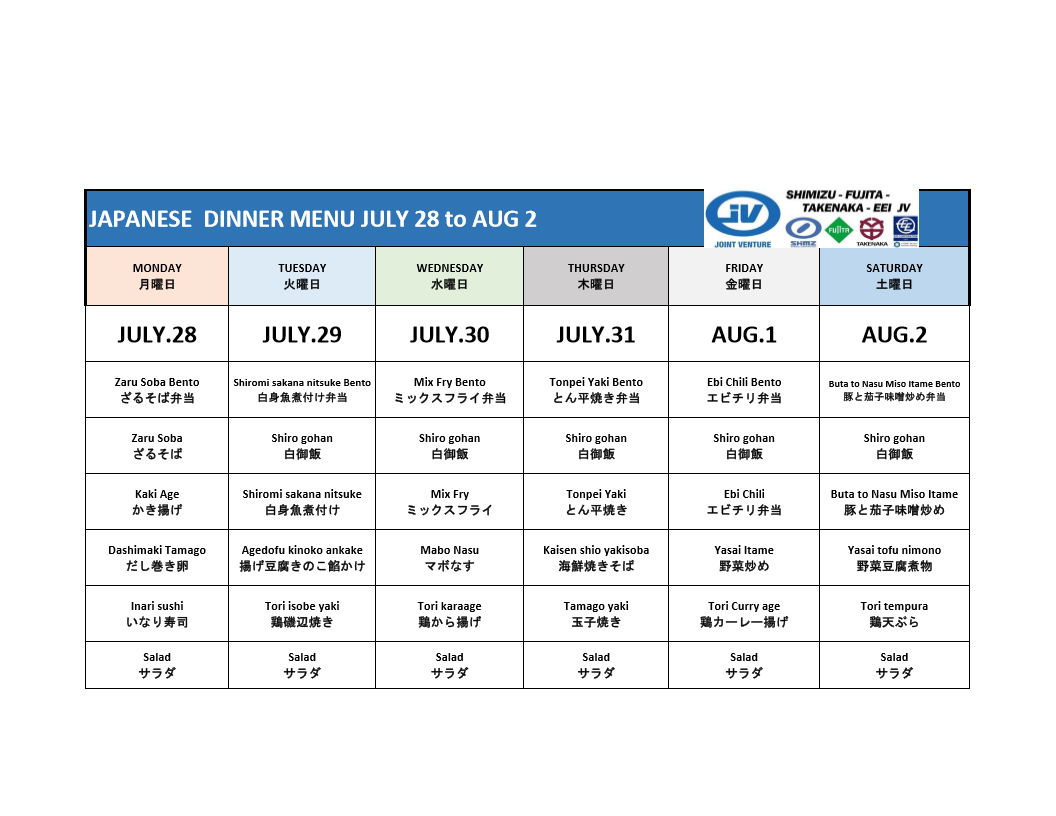 JAPANESE  DINNER MENU JULY 28 to AUG 2
JV
JOINT VENTURE
SHIMIZU - FUJITA -
TAKENAKA - EEI JV
SHMZ
FUJITA
TAKENAKA
MONDAY
月曜日
TUESDAY
火曜日
WEDNESDAY
水曜日
THURSDAY
木曜日
FRIDAY
金曜日
SATURDAY
土曜日
JULY.28
JULY.29
JULY.30
JULY.31
AUG.1
AUG.2
Zaru Soba Bento
ざるそば弁当
Shiromi sakana nitsuke Bento
白身魚煮付け弁当
Mix Fry Bento
ミックスフライ弁当
Tonpei Yaki Bento
とん平焼き弁当
Ebi Chili Bento
エビチリ弁当
Buta to Nasu Miso Itame Bento
豚と茄子味噌炒め弁当
Zaru Soba
ざるそば
Shiro gohan
白御飯
Shiro gohan
白御飯
Shiro gohan
白御飯
Shiro gohan
白御飯
Shiro gohan
白御飯
Kaki Age
かき揚げ
Shiromi sakana nitsuke
白身魚煮付け
Mix Fry
ミックスフライ
Tonpei Yaki
とん平焼き
Ebi Chili
エビチリ弁当
Buta to Nasu Miso Itame
豚と茄子味噌炒め
Dashimaki Tamago
だし巻き卵
Agedofu kinoko ankake
揚げ豆腐きのこ餡かけ
Mabo Nasu
マボなす
Kaisen shio yakisoba
海鮮焼きそば
Yasai Itame
野菜炒め
Yasai tofu nimono
野菜豆腐煮物
Inari sushi
いなり寿司
Tori isobe yaki
鶏磯辺焼き
Tori karaage
鶏から揚げ
Tamago yaki
玉子焼き
Tori Curry age
鶏カーレー揚げ
Tori tempura
鶏天ぷら
Salad
サラダ
Salad
サラダ
Salad
サラダ
Salad
サラダ
Salad
サラダ
Salad
サラダ